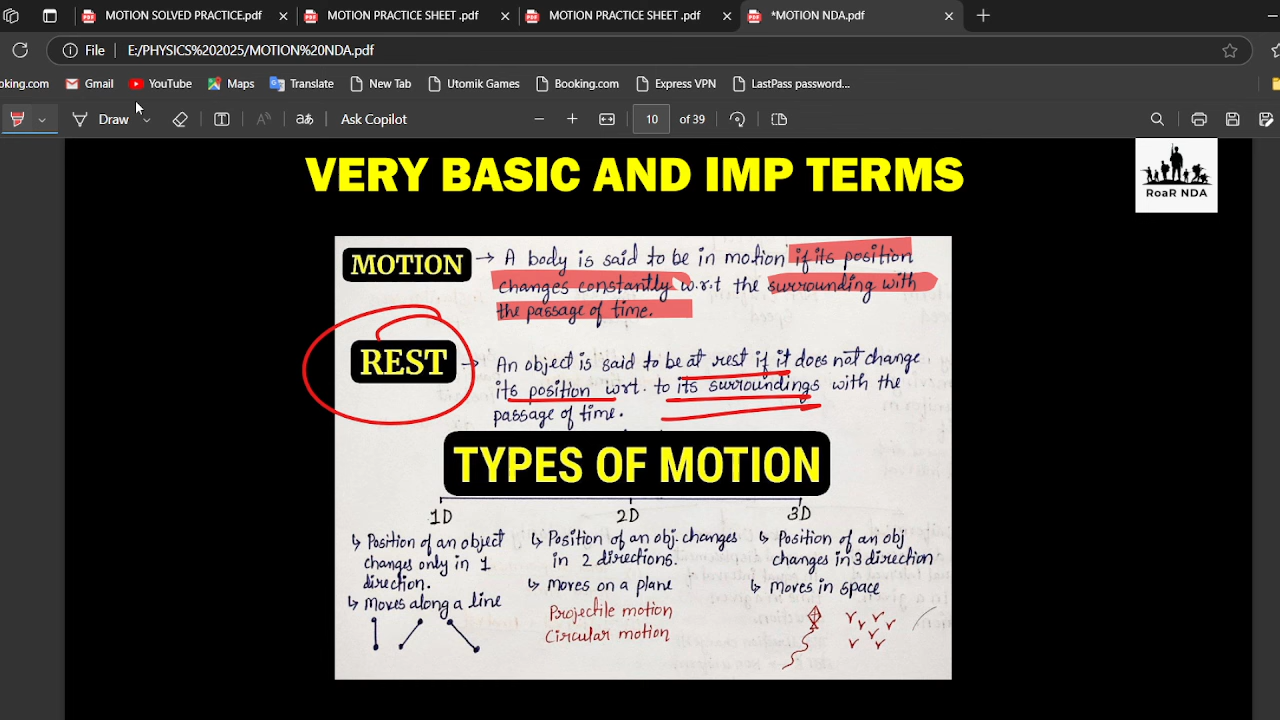 MOTION SOLVED PRACTICE.pdf
MOTION PRACTICE SHEET .pdf
MOTION PRACTICE SHEET .pdf
*MOTION NDA.pdf
File E:/PHYSICS%202025/MOTION%20NDA.pdf
oking.com Gmail YouTube Maps Translate New Tab Utomik Games Booking.com Express VPN LastPass password...
Draw aあ Ask Copilot 10 of 39
VERY BASIC AND IMP TERMS
RoaR NDA
MOTION → A body is said to be in motion if its position
changes constantly w.r.t the surrounding with
the passage of time.
REST → An object is said to be at rest if it does not change
its position wrt. to its surroundings with the
passage of time.
TYPES OF MOTION
1D
↳ Position of an object
changes only in 1
direction.
↳ Moves along a line
2D
↳ Position of an obj. changes
in 2 directions.
↳ Moves on a plane
Projectile motion
Circular motion
3D
↳ Position of an obj
changes in 3 direction
↳ Moves in space